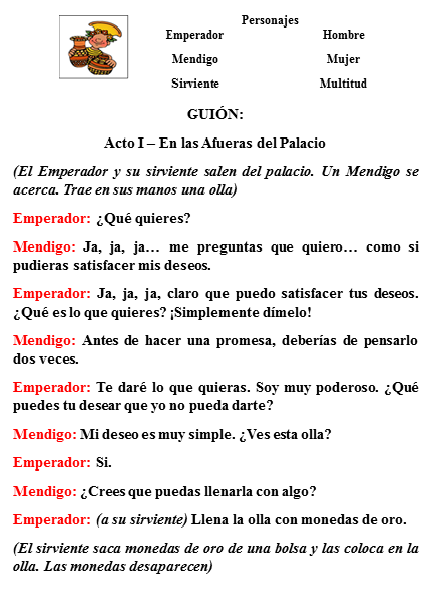 Personajes
Emperador Hombre
Mendigo Mujer
Sirviente Multitud
GUIÓN:
Acto I – En las Afueras del Palacio
(El Emperador y su sirviente salen del palacio. Un Mendigo se
acerca. Trae en sus manos una olla)
Emperador: ¿Qué quieres?
Mendigo: Ja, ja, ja… me preguntas que quiero… como si
pudieras satisfacer mis deseos.
Emperador: Ja, ja, ja, claro que puedo satisfacer tus deseos.
¿Qué es lo que quieres? ¡Simplemente dímelo!
Mendigo: Antes de hacer una promesa, deberías de pensarlo
dos veces.
Emperador: Te daré lo que quieras. Soy muy poderoso. ¿Qué
puedes tu desear que yo no pueda darte?
Mendigo: Mi deseo es muy simple. ¿Ves esta olla?
Emperador: Si.
Mendigo: ¿Crees que puedas llenarla con algo?
Emperador: (a su sirviente) Llena la olla con monedas de oro.
(El sirviente saca monedas de oro de una bolsa y las coloca en la
olla. Las monedas desaparecen)